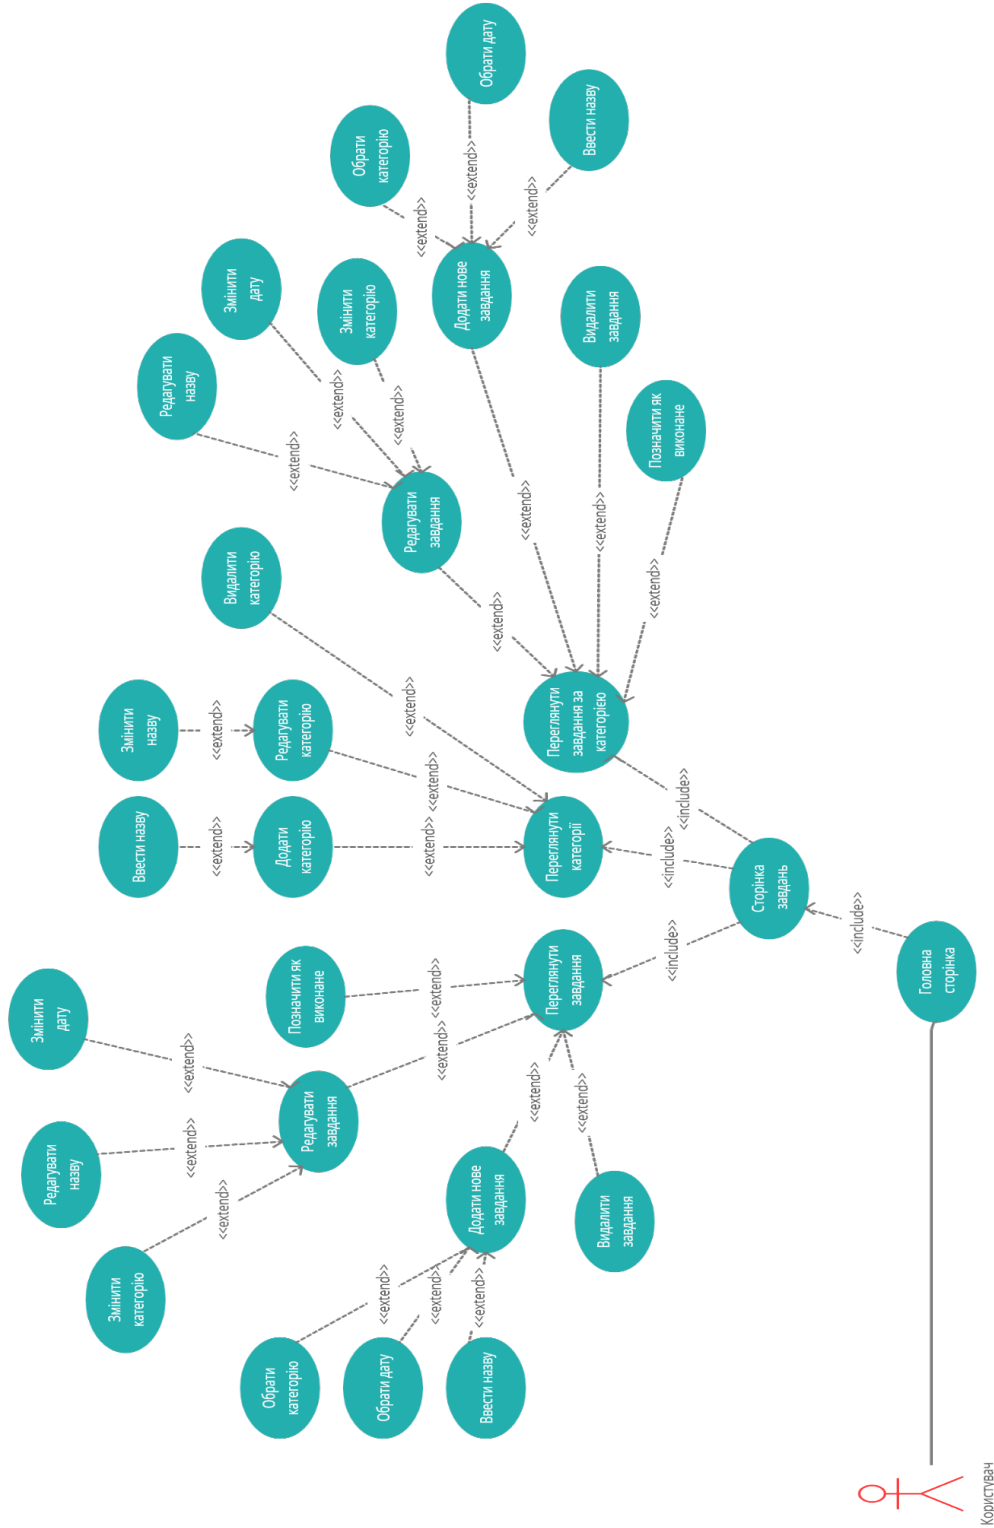 Змінити
дату
Редагувати
назву
Змінити
категорію
Ввести назву
Змінити
назву
Редагувати
назву
<<extend>>
<<extend>>
<<extend>>
<<extend>>
<<extend>>
Видалити
категорію
Змінити
дату
Обрати
категорію
Додати
категорію
Редагувати
категорію
<<extend>>
Позначити як
виконане
Редагувати
завдання
<<extend>>
Змінити
категорію
Обрати
категорію
Обрати дату
<<extend>>
<<extend>>
<<extend>>
<<extend>>
Редагувати
завдання
<<extend>>
<<extend>>
<<extend>>
<<extend>>
<<extend>>
Додати нове
завдання
<<extend>>
<<extend>>
Ввести назву
Додати нове
завдання
Обрати дату
<<extend>>
<<extend>>
<<extend>>
<<extend>>
Переглянути
завдання
Переглянути
категорії
Переглянути
завдання за
категорією
<<extend>>
Ввести назву
<<extend>>
Видалити
завдання
Видалити
завдання
<<extend>>
Позначити як
виконане
<<include>>
<<include>>
<<include>>
Сторінка
завдань
<<include>>
Головна
сторінка
Користувач